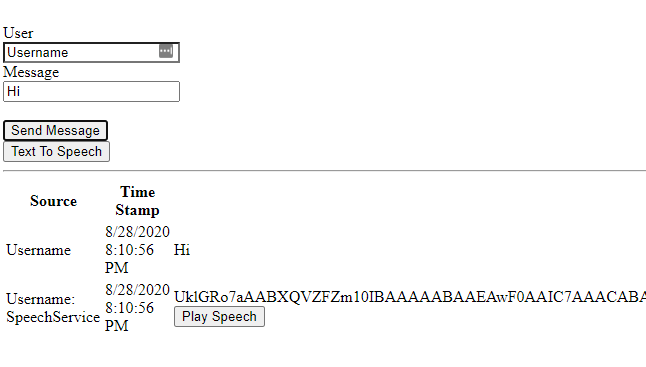 User
Username
Message
Hi
Send Message
Text To Speech
Source
Time
Stamp
Username
8/28/2020
8:10:56
PM
Hi
Username:
SpeechService
8/28/2020
8:10:56
PM
UklGRo7aAABXQVZFZm10IBAAAAABAAEAwF0AAIC7AAACABA
Play Speech